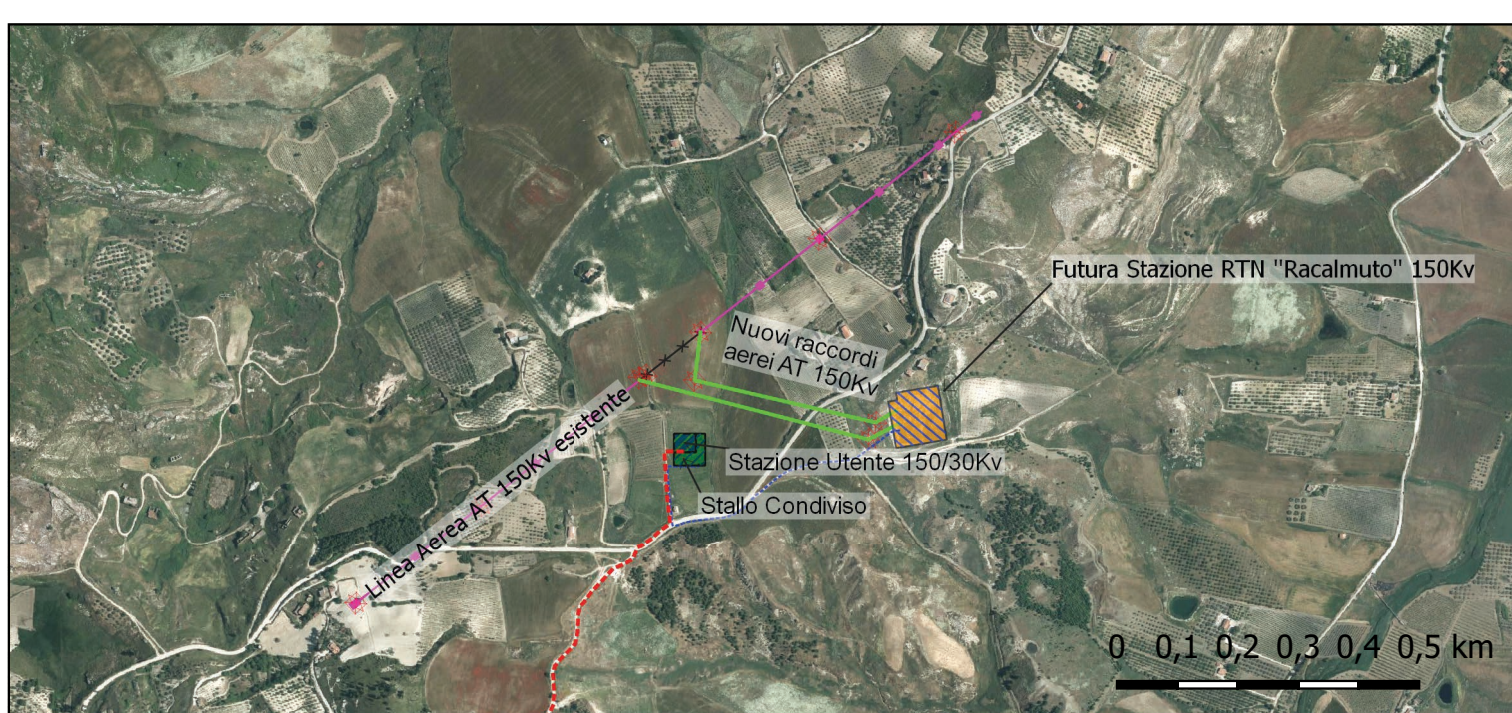 Futura Stazione RTN "Racalmuto" 150Kv
Nuovi raccordi
aerei AT 150Kv
Linea Aerea AT 150Kv esistente
Stazione Utente 150/30Kv
Stallo Condiviso
0 0,1 0,2 0,3 0,4 0,5 km